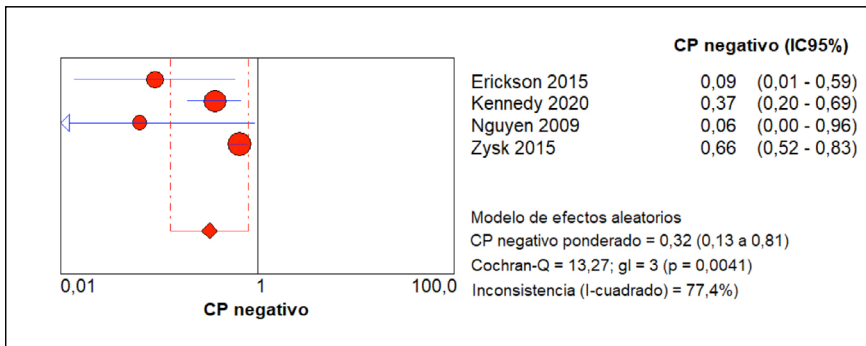 CP negativo (IC95%)
Erickson 2015 0,09 (0,01 - 0,59)
Kennedy 2020 0,37 (0,20 - 0,69)
Nguyen 2009 0,06 (0,00 - 0,96)
Zysk 2015 0,66 (0,52 - 0,83)
Modelo de efectos aleatorios
CP negativo ponderado = 0,32 (0,13 a 0,81)
Cochran-Q = 13,27; gl = 3 (p = 0,0041)
Inconsistencia (I-cuadrado) = 77,4%)
0,01 1 100,0
CP negativo